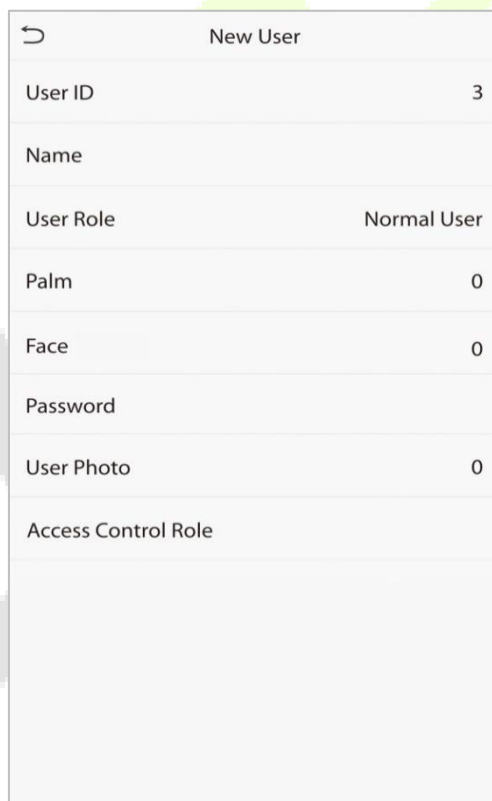 New User
User ID 3
Name
User Role Normal User
Palm 0
Face 0
Password
User Photo 0
Access Control Role